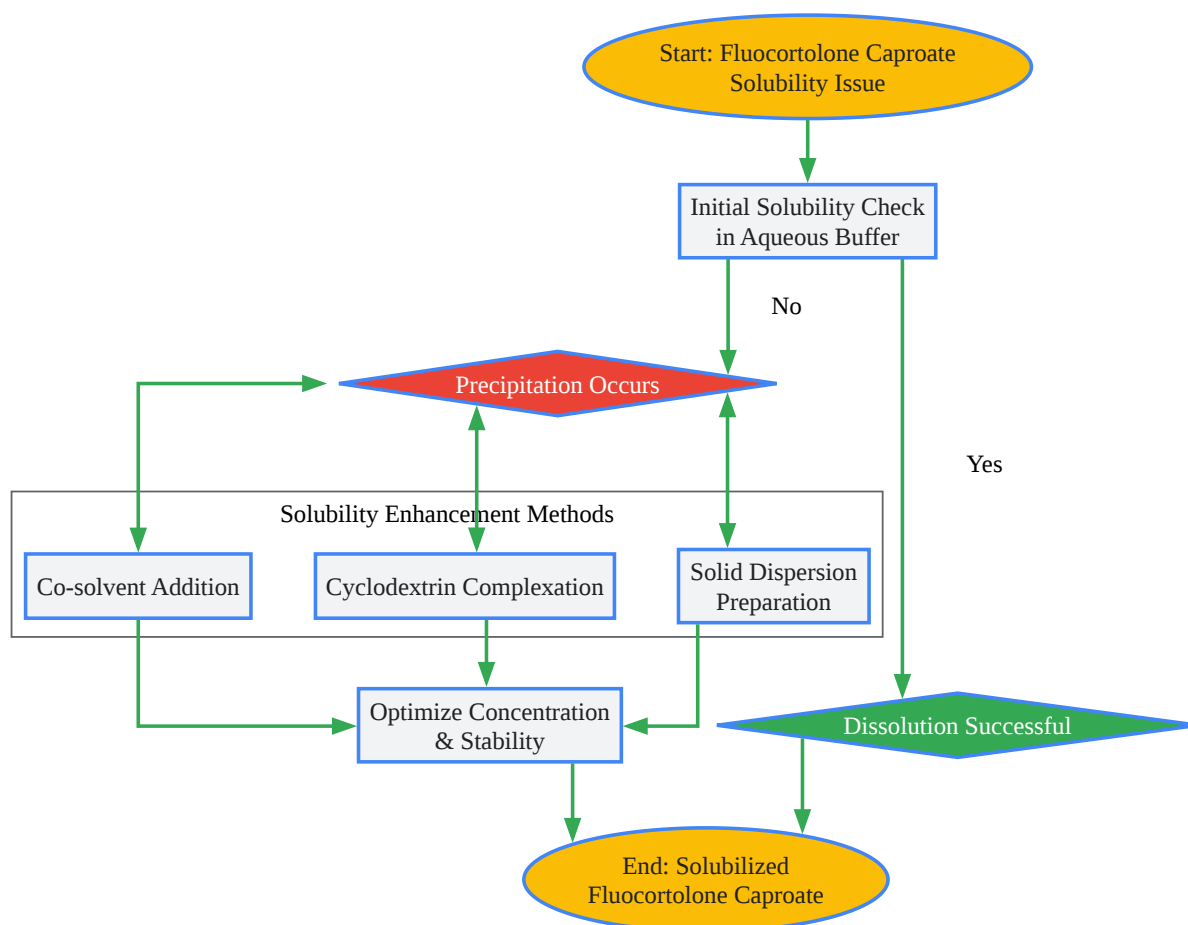 Start: Fluocortolone Caproate
Solubility Issue
Initial Solubility Check
in Aqueous Buffer
No
Precipitation Occurs
Yes
Solubility Enhancement Methods
Co-solvent Addition
Cyclodextrin Complexation
Solid Dispersion
Preparation
Optimize Concentration
& Stability
Dissolution Successful
End: Solubilized
Fluocortolone Caproate